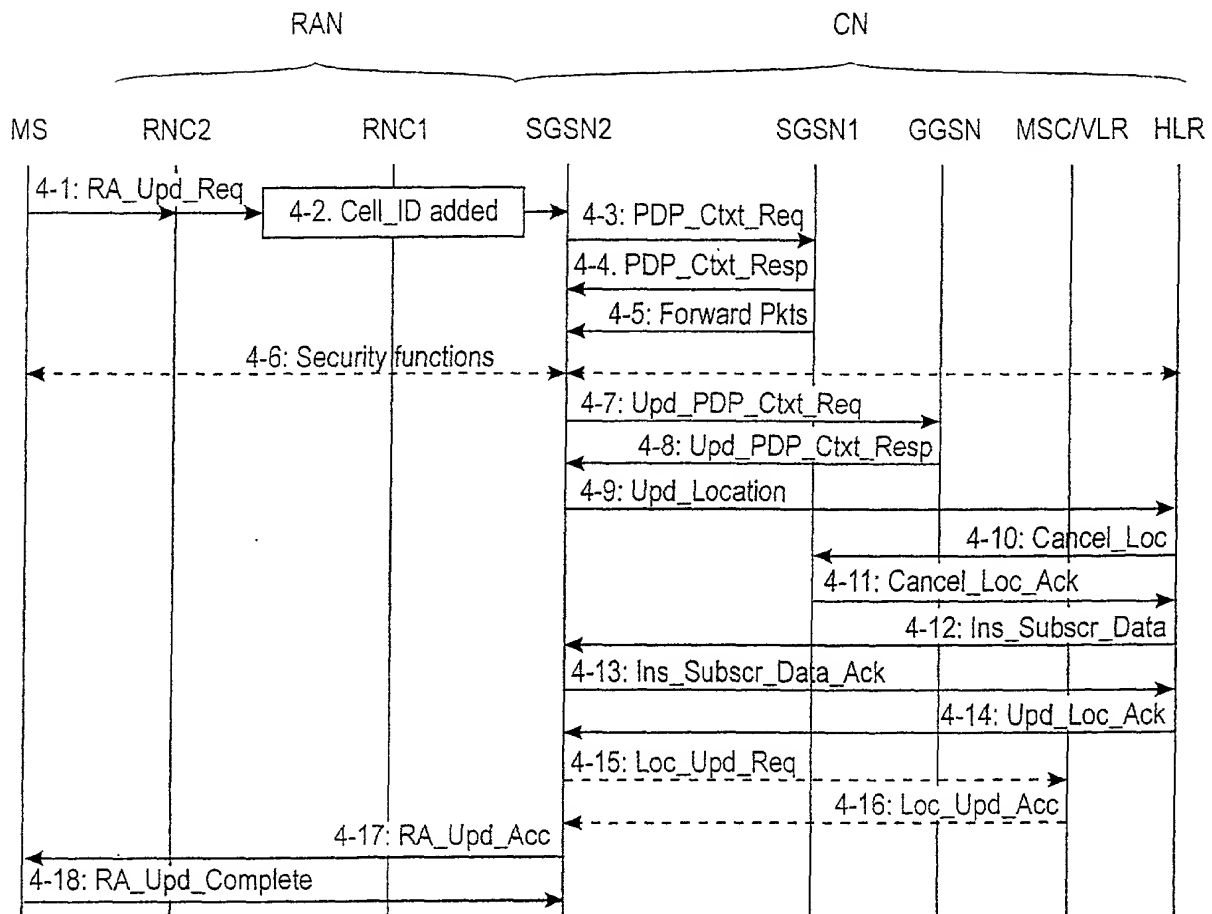 RAN CN
MS RNC2 RNC1 SGSN2 SGSN1 GGSN MSC/VLR HLR
4-1: RA_Upd_Req
4-2. Cell_ID added
4-3: PDP_Ctxt_Req
4-4. PDP_Ctxt_Resp
4-5: Forward Pkts
4-6: Security functions
4-7: Upd_PDP_Ctxt_Req
4-8: Upd_PDP_Ctxt_Resp
4-9: Upd_Location
4-10: Cancel_Loc
4-11: Cancel_Loc_Ack
4-12: Ins_Subscr_Data
4-13: Ins_Subscr_Data_Ack
4-14: Upd_Loc_Ack
4-15: Loc_Upd_Req
4-16: Loc_Upd_Acc
4-17: RA_Upd_Acc
4-18: RA_Upd_Complete